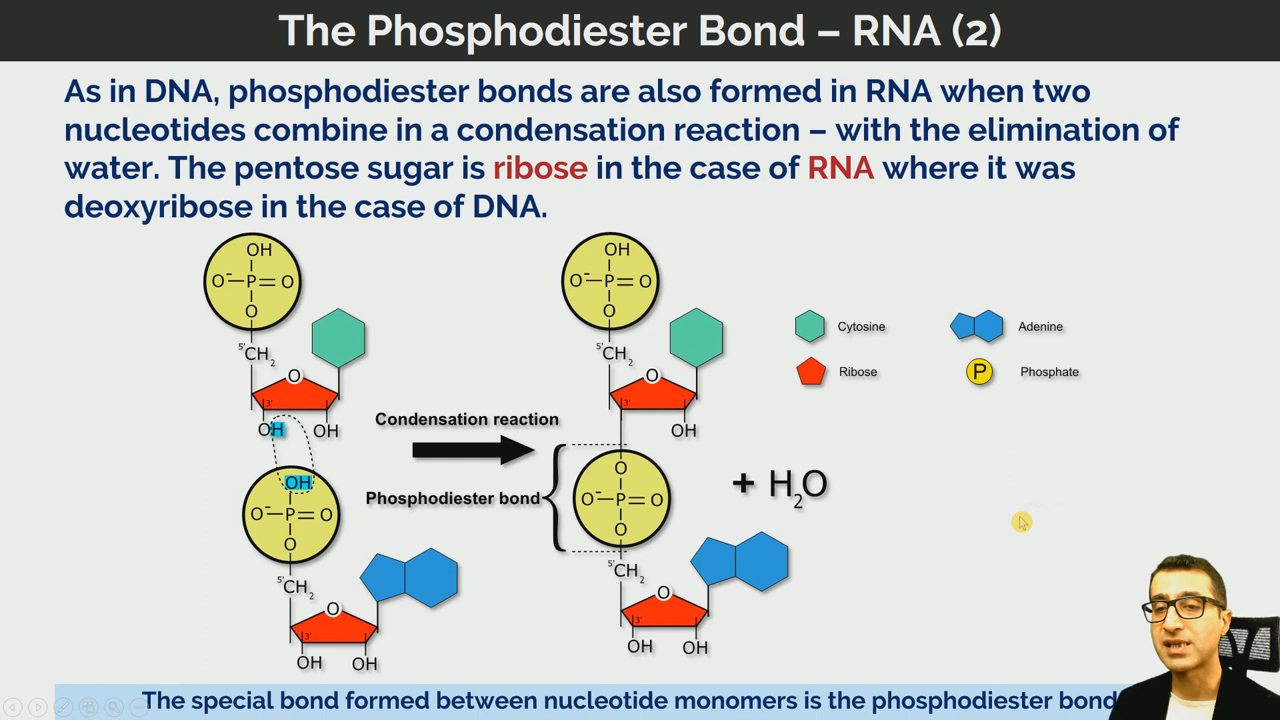 The Phosphodiester Bond – RNA (2)
As in DNA, phosphodiester bonds are also formed in RNA when two
nucleotides combine in a condensation reaction – with the elimination of
water. The pentose sugar is ribose in the case of RNA where it was
deoxyribose in the case of DNA.
OH
O⁻—P=O
O
5'CH₂
O
3'
OH
OH
OH
O⁻—P=O
O
5'CH₂
O
3'
OH
OH
Condensation reaction
Phosphodiester bond
OH
O⁻—P=O
O
5'CH₂
O
3'
OH
O
O⁻—P=O
O
5'CH₂
O
3'
OH
OH
+ H₂O
Cytosine
Adenine
Ribose
P
Phosphate
The special bond formed between nucleotide monomers is the phosphodiester bond